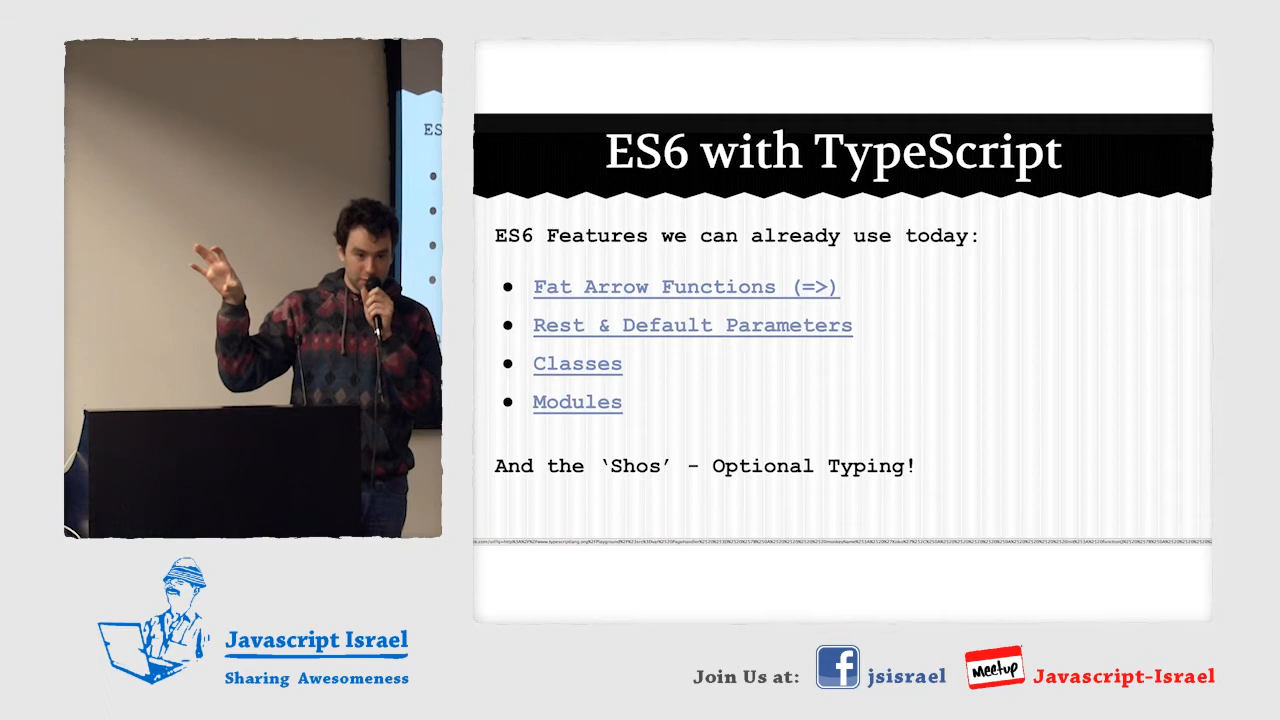 ES
ES6 with TypeScript
ES6 Features we can already use today:
• Fat Arrow Functions (=>)
• Rest & Default Parameters
• Classes
• Modules
And the ‘Shos’ - Optional Typing!
Javascript Israel
Sharing Awesomeness
Join Us at:
f
jsisrael
Meetup
Javascript-Israel